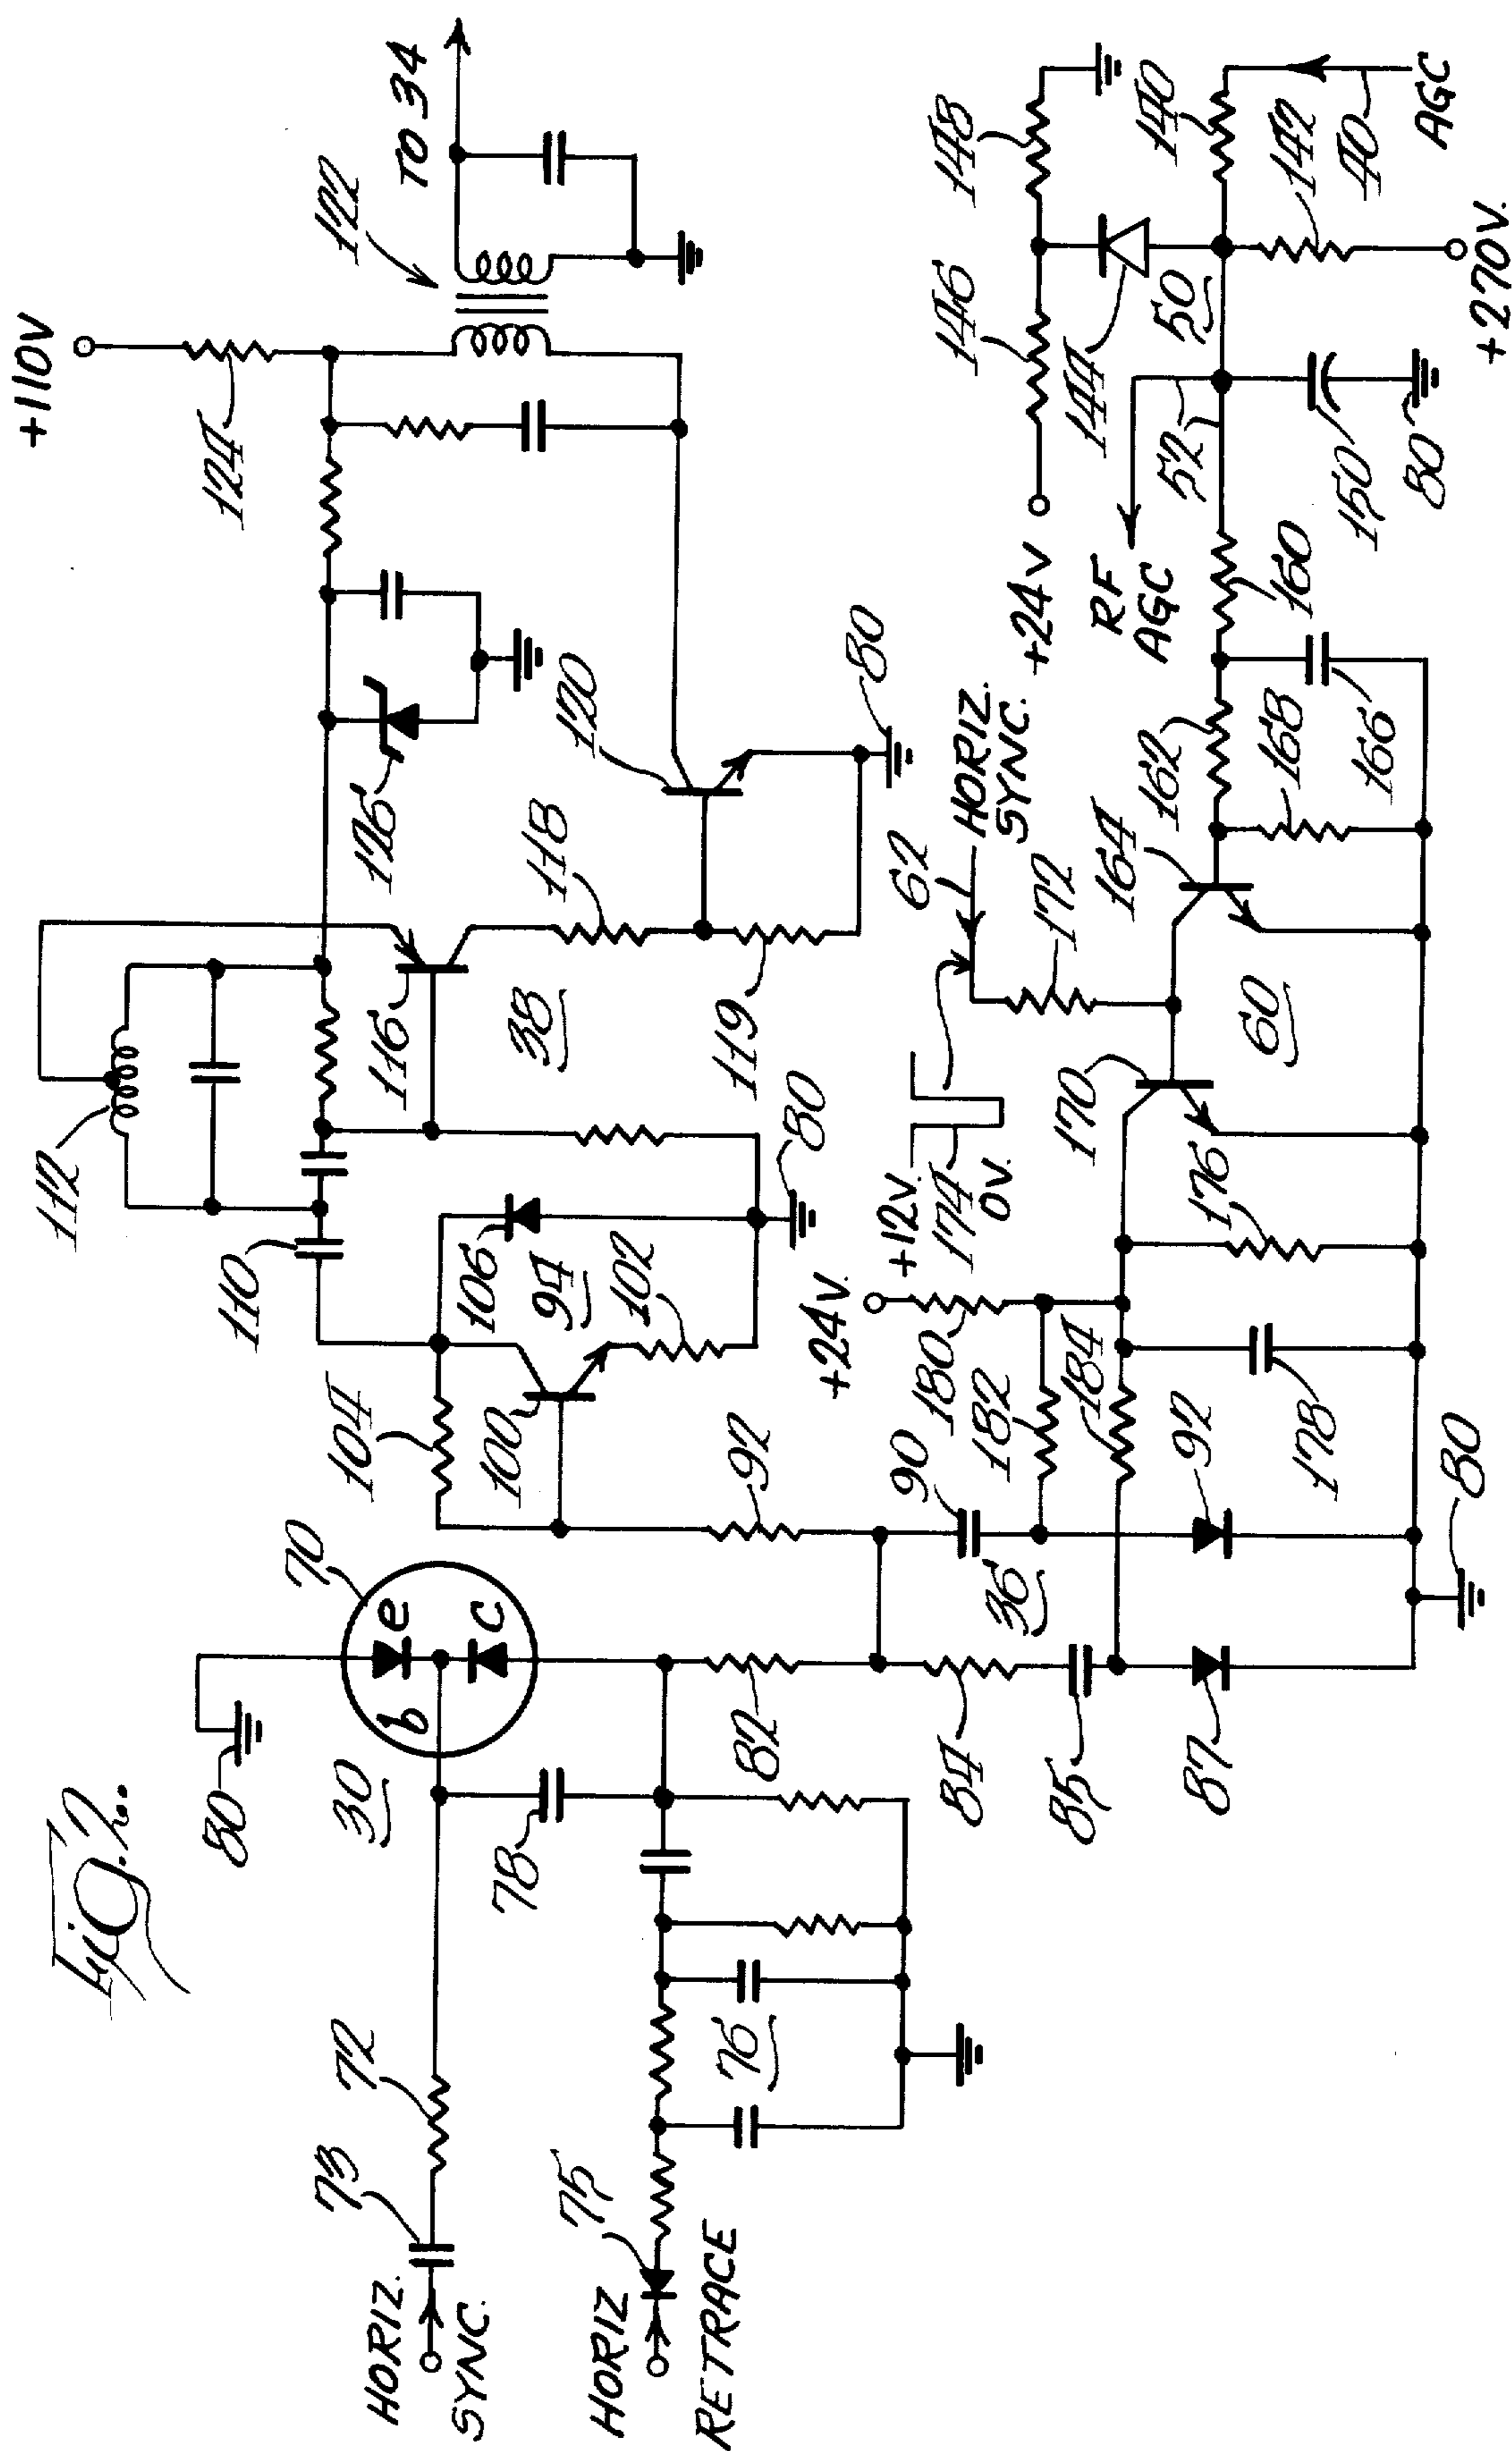 Fig. 2.
HORIZ.
SYNC.
73
72
30
80
b
e
c
70
78
HORIZ
RETRACE
75
76
82
84
85
87
104
100
92
90
36
92
110
112
106
94
102
80
116
38
118
119
126
120
80
+110V
124
122
TO 34
+24V.
180
182
184
178
80
+12V.
174
0V.
170
176
60
62
HORIZ.
SYNC.
172
164
162
168
166
160
RF
AGC
52
50
150
80
+24V
146
144
148
140
142
40
AGC
+270V.